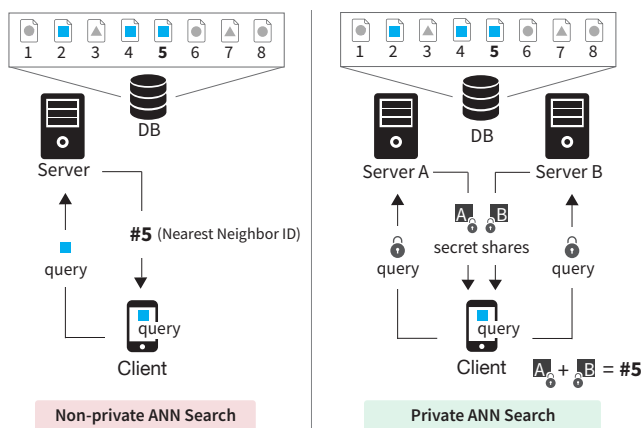 1 2 3 4 5 6 7 8
DB
Server
#5 (Nearest Neighbor ID)
query
query
Client
Non-private ANN Search
1 2 3 4 5 6 7 8
DB
Server A
Server B
A B
secret shares
query
query
query
Client
A + B = #5
Private ANN Search